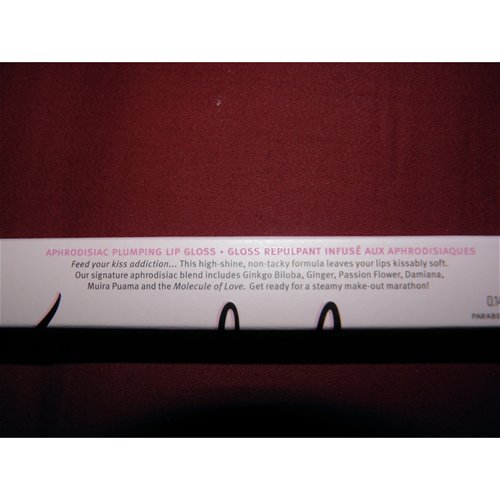 APHRODISIAC PLUMPING LIP GLOSS • GLOSS REPULPANT INFUSÉ AUX APHRODISIAQUES
Feed your kiss addiction... This high-shine, non-tacky formula leaves your lips kissably soft.
Our signature aphrodisiac blend includes Ginkgo Biloba, Ginger, Passion Flower, Damiana,
Muira Puama and the Molecule of Love. Get ready for a steamy make-out marathon!